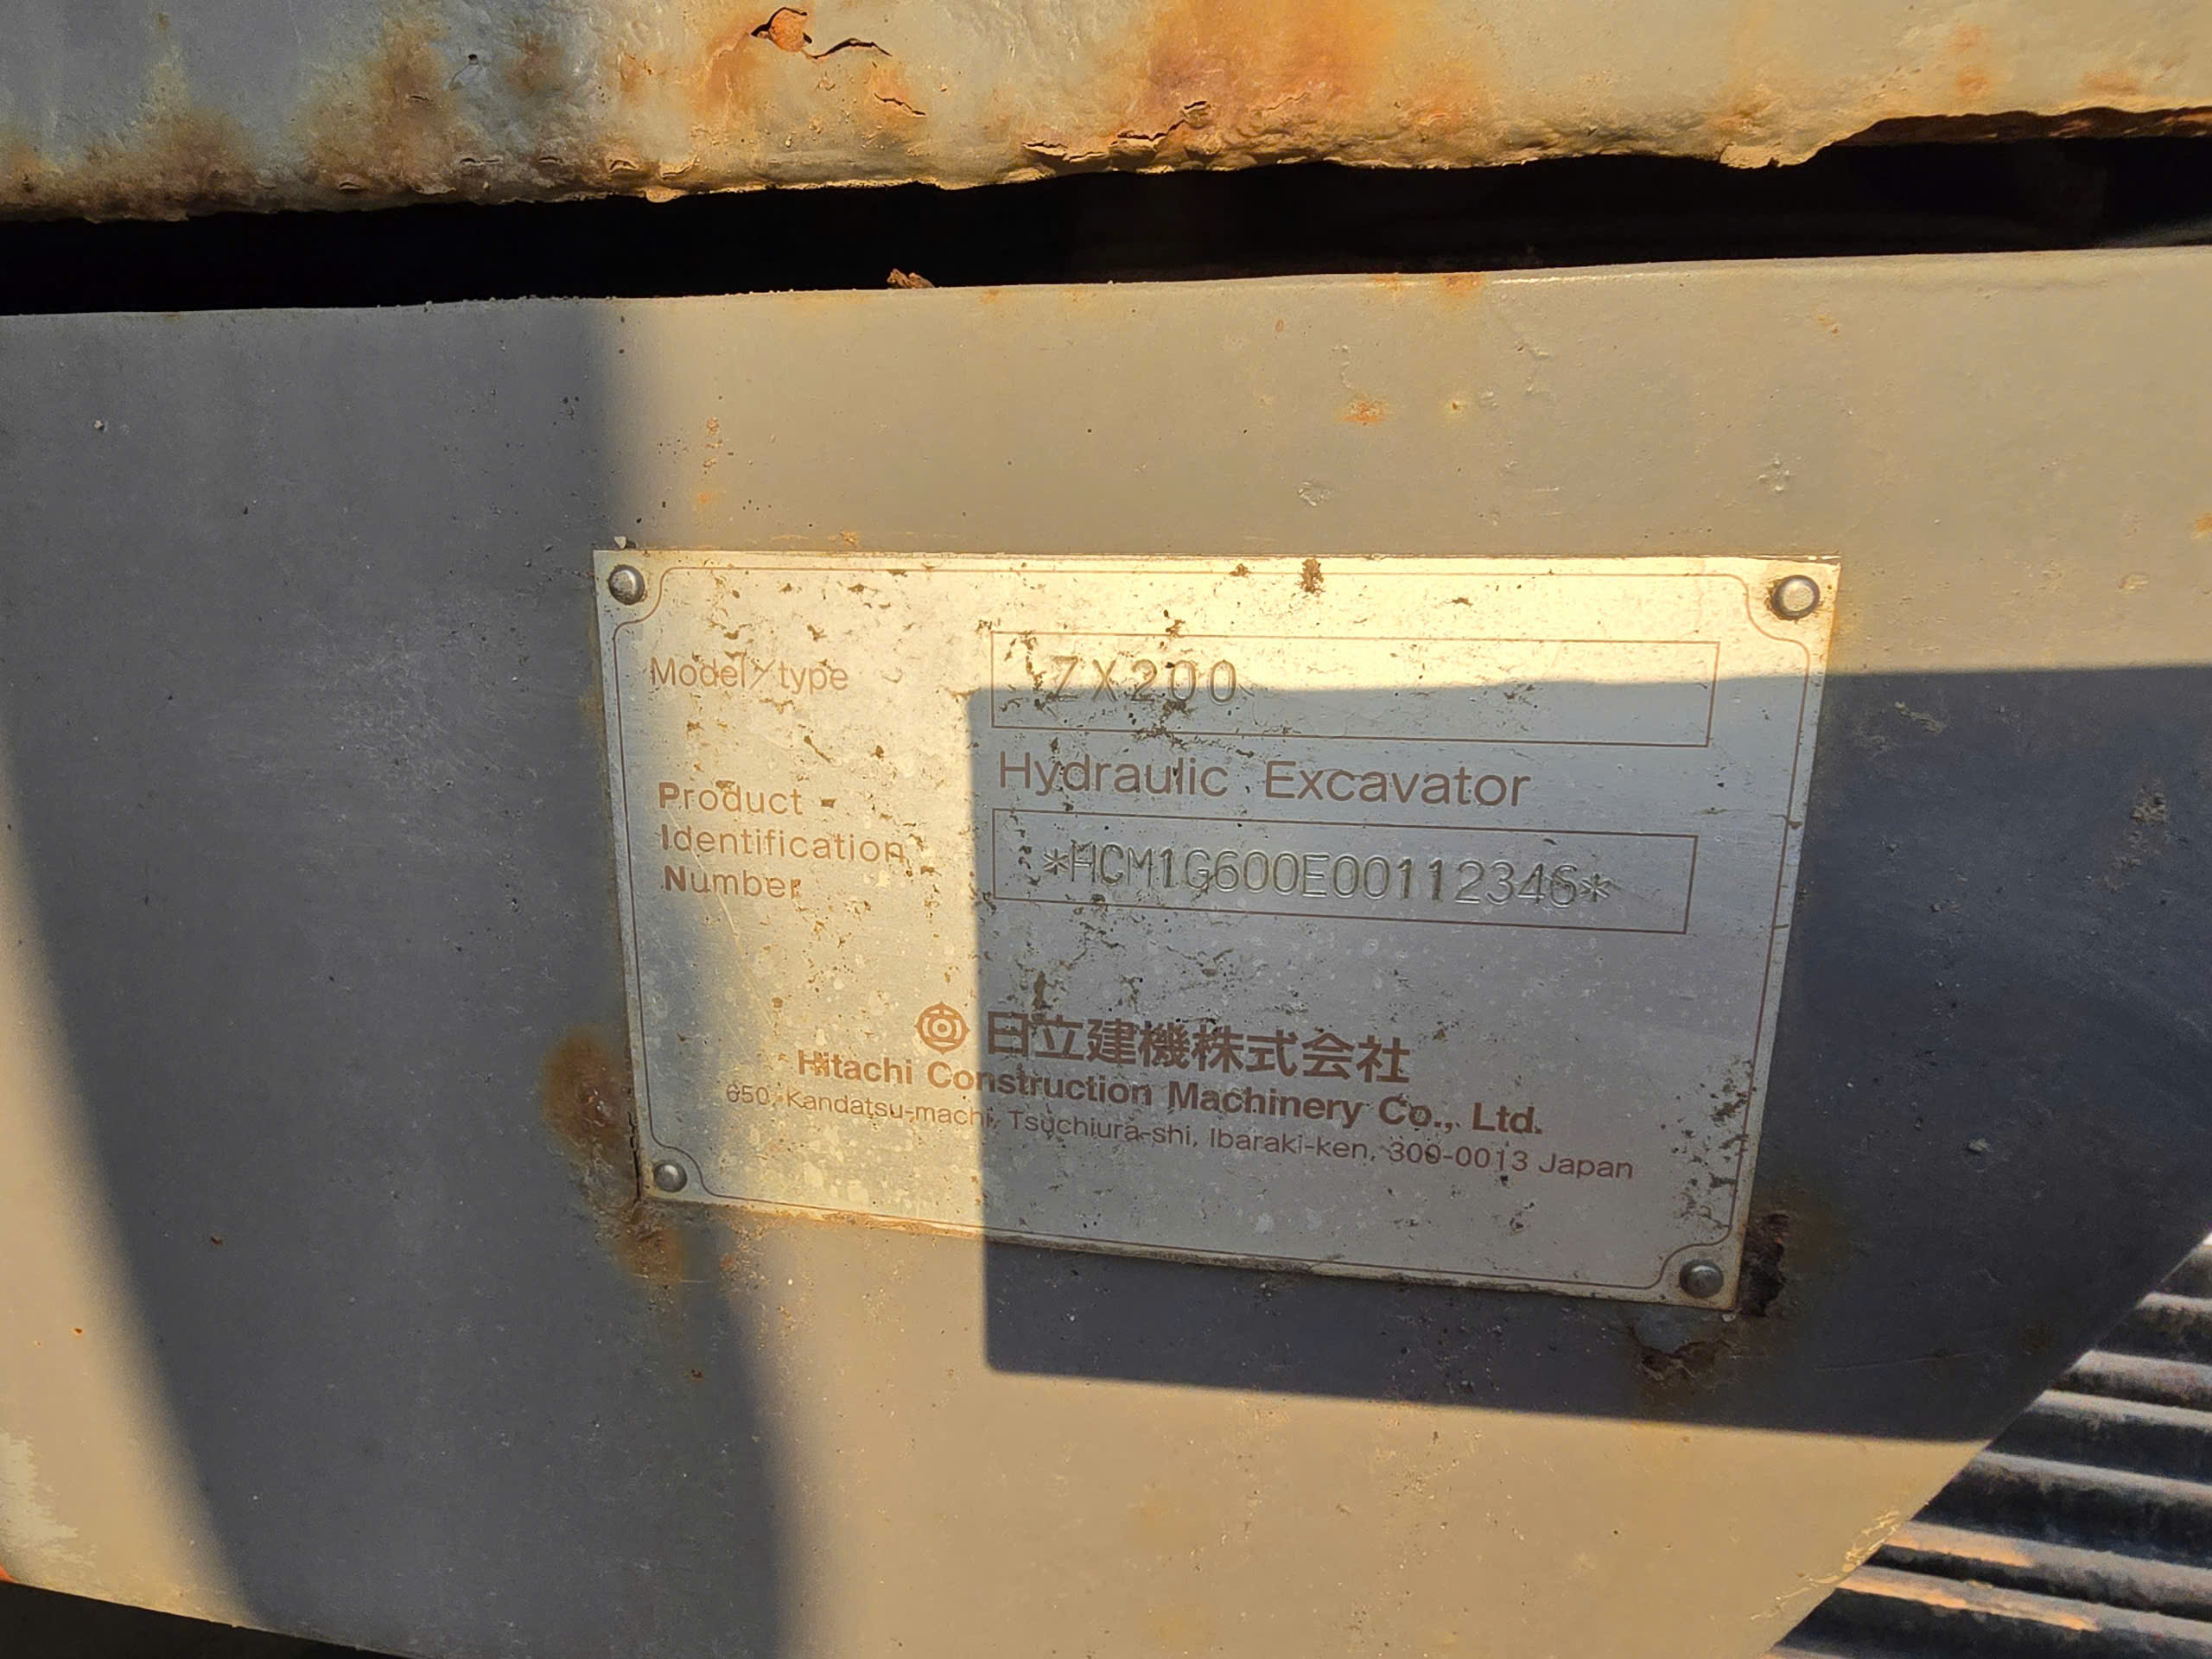 Model/type ZX200
Hydraulic Excavator
Product
Identification
Number
*HCM1G600E00112346*
日立建機株式会社
Hitachi Construction Machinery Co., Ltd.
650, Kandatsu-machi, Tsuchiura-shi, Ibaraki-ken, 300-0013 Japan